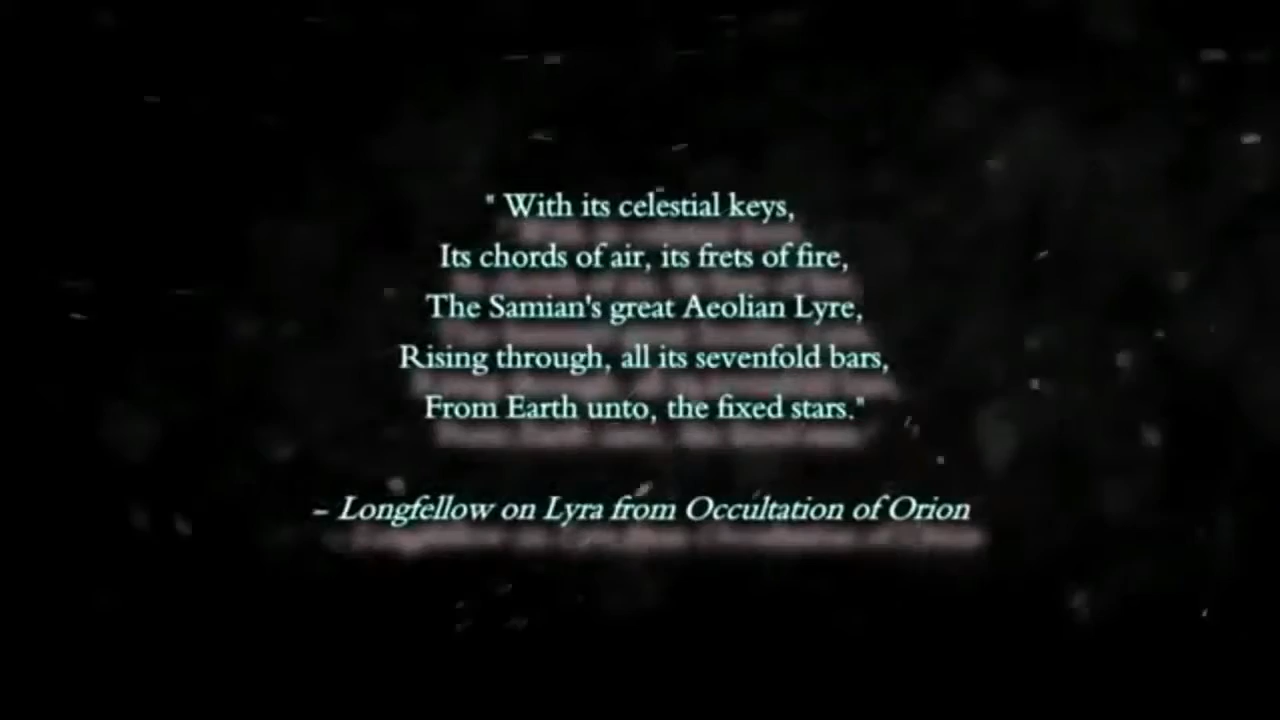 " With its celestial keys,
Its chords of air, its frets of fire,
The Samian's great Aeolian Lyre,
Rising through, all its sevenfold bars,
From Earth unto, the fixed stars."
– Longfellow on Lyra from Occultation of Orion